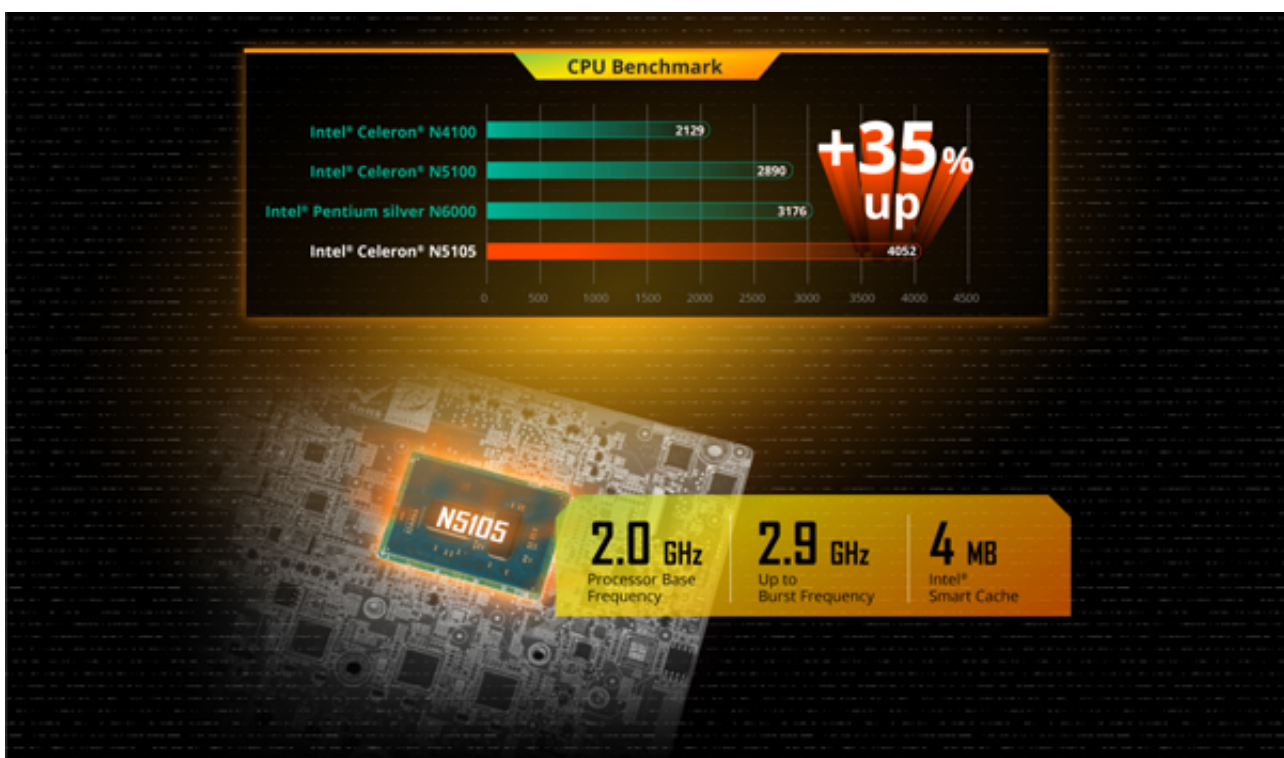 CPU Benchmark
Intel® Celeron® N4100
2129
Intel® Celeron® N5100
2890
Intel® Pentium silver N6000
3176
Intel® Celeron® N5105
4052
+35%
up
0 500 1000 1500 2000 2500 3000 3500 4000 4500
N5105
2.0 GHz
Processor Base
Frequency
2.9 GHz
Up to
Burst Frequency
4 MB
Intel®
Smart Cache